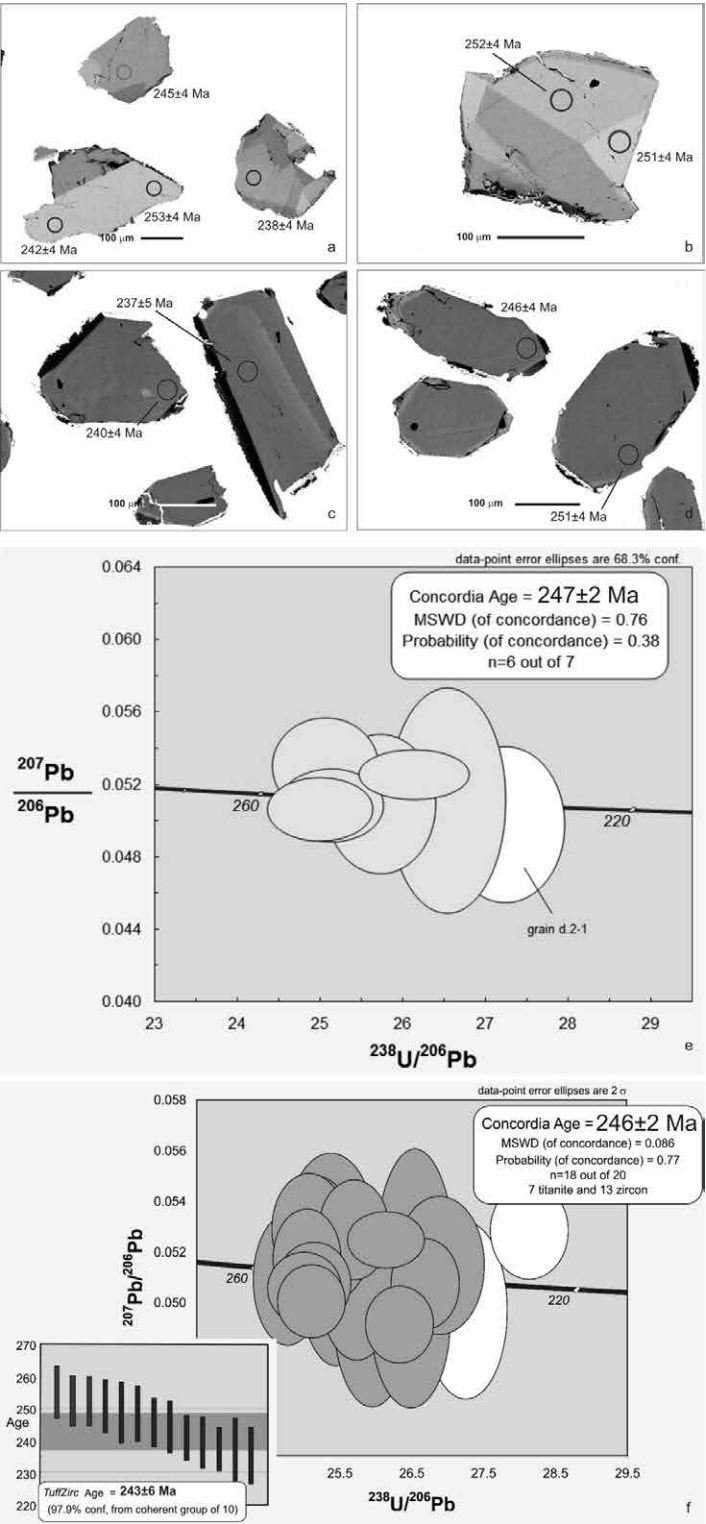 245±4 Ma
253±4 Ma
242±4 Ma
100 µm
238±4 Ma
a
252±4 Ma
251±4 Ma
100 µm
b
237±5 Ma
240±4 Ma
100 µm
c
246±4 Ma
100 µm
251±4 Ma
d
data-point error ellipses are 68.3% conf.
0.064
0.060
0.056
0.052
0.048
0.044
0.040
207Pb
206Pb
Concordia Age = 247±2 Ma
MSWD (of concordance) = 0.76
Probability (of concordance) = 0.38
n=6 out of 7
260
220
grain d.2-1
23 24 25 26 27 28 29
238U/206Pb
e
data-point error ellipses are 2 σ
0.058
0.056
0.054
0.052
0.050
207Pb/206Pb
Concordia Age = 246±2 Ma
MSWD (of concordance) = 0.086
Probability (of concordance) = 0.77
n=18 out of 20
7 titanite and 13 zircon
260
220
270
260
250
Age
240
230
220
TuffZirc Age = 243±6 Ma
(97.9% conf, from coherent group of 10)
25.5 26.5 27.5 28.5 29.5
238U/206Pb
f